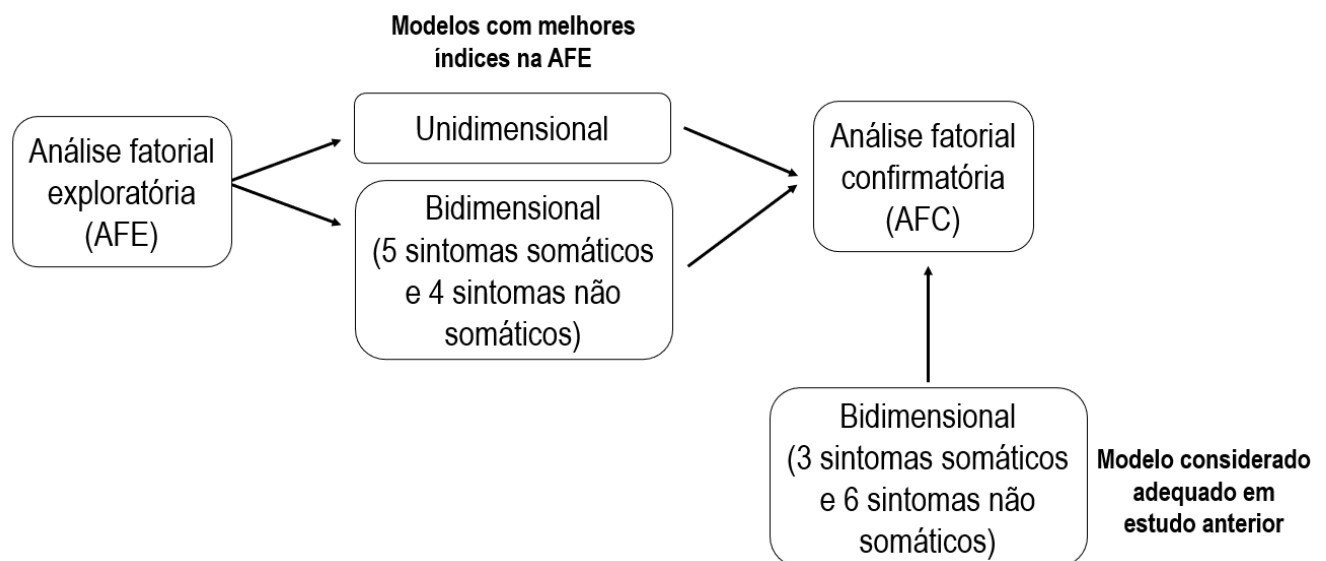 Modelos com melhores
índices na AFE
Análise fatorial
exploratória
(AFE)
Unidimensional
Bidimensional
(5 sintomas somáticos
e 4 sintomas não
somáticos)
Análise fatorial
confirmatória
(AFC)
Bidimensional
(3 sintomas somáticos
e 6 sintomas não
somáticos)
Modelo considerado
adequado em
estudo anterior